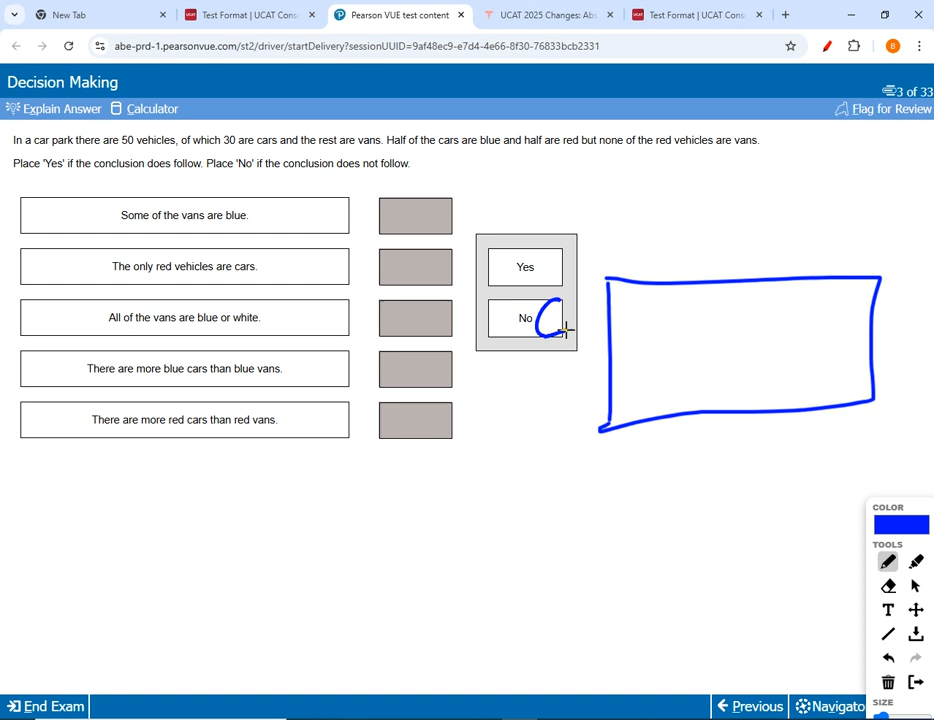 New Tab
Test Format | UCAT Cons
Pearson VUE test content
UCAT 2025 Changes: Abs
Test Format | UCAT Cons
abe-prd-1.pearsonvue.com/st2/driver/startDelivery?sessionUUID=9af48ec9-e7d4-4e66-8f30-76833bcb2331
B
Decision Making
3 of 33
Explain Answer
Calculator
Flag for Review
In a car park there are 50 vehicles, of which 30 are cars and the rest are vans. Half of the cars are blue and half are red but none of the red vehicles are vans.
Place 'Yes' if the conclusion does follow. Place 'No' if the conclusion does not follow.
Some of the vans are blue.
The only red vehicles are cars.
Yes
All of the vans are blue or white.
No
There are more blue cars than blue vans.
There are more red cars than red vans.
COLOR
TOOLS
T
SIZE
End Exam
Previous
Navigato